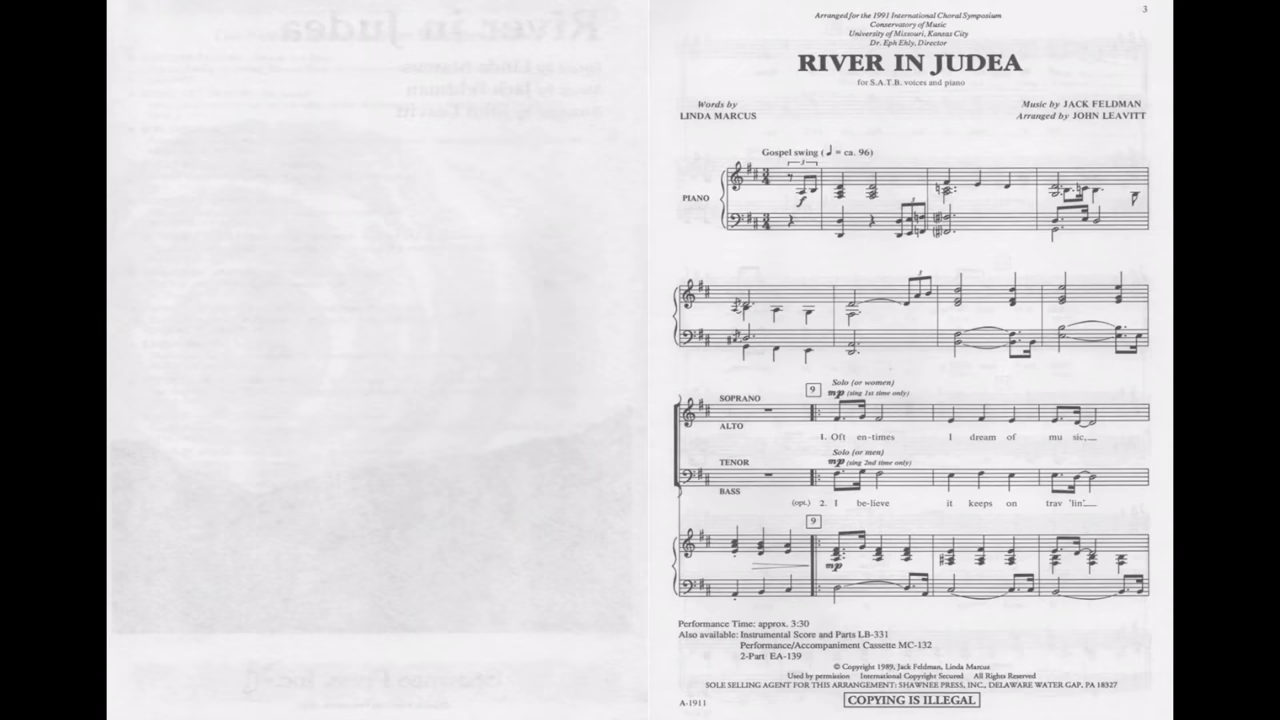 3
Arranged for the 1991 International Choral Symposium
Conservatory of Music
University of Missouri, Kansas City
Dr. Eph Ehly, Director
RIVER IN JUDEA
for S.A.T.B. voices and piano
Words by
LINDA MARCUS
Music by JACK FELDMAN
Arranged by JOHN LEAVITT
Gospel swing (♩ = ca. 96)
3
PIANO
f
3
9
Solo (or women)
mp (sing 1st time only)
SOPRANO
ALTO
1. Oft en-times I dream of mu sic,
Solo (or men)
mp (sing 2nd time only)
TENOR
BASS
(opt.) 2. I be-lieve it keeps on trav 'lin'
9
mp
Performance Time: approx. 3:30
Also available: Instrumental Score and Parts LB-331
Performance/Accompaniment Cassette MC-132
2-Part EA-139
© Copyright 1989, Jack Feldman, Linda Marcus
Used by permission International Copyright Secured All Rights Reserved
SOLE SELLING AGENT FOR THIS ARRANGEMENT: SHAWNEE PRESS, INC., DELAWARE WATER GAP, PA 18327
A-1911
COPYING IS ILLEGAL